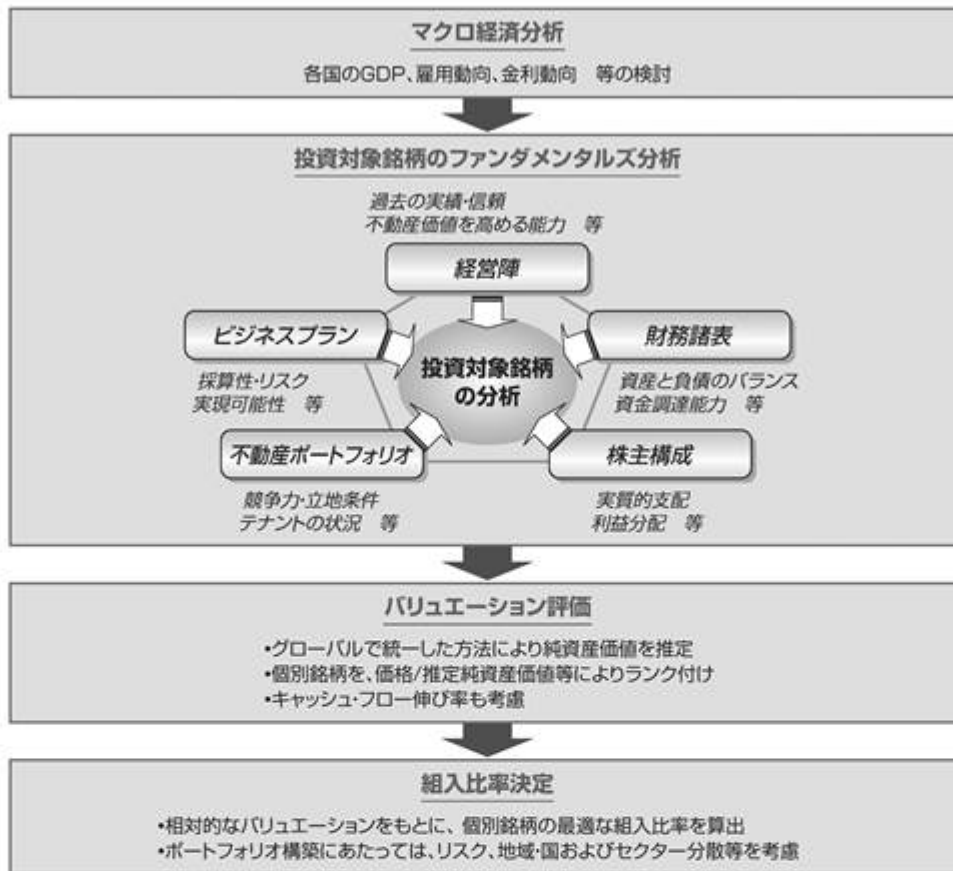 マクロ経済分析
各国のGDP、雇用動向、金利動向　等の検討
投資対象銘柄のファンダメンタルズ分析
過去の実績・信頼
不動産価値を高める能力　等
経営陣
ビジネスプラン
採算性・リスク
実現可能性　等
財務諸表
資産と負債のバランス
資金調達能力　等
投資対象銘柄
の分析
不動産ポートフォリオ
競争力・立地条件
テナントの状況　等
株主構成
実質的支配
利益分配　等
バリュエーション評価
•グローバルで統一した方法により純資産価値を推定
•個別銘柄を、価格/推定純資産価値等によりランク付け
•キャッシュ・フロー伸び率も考慮
組入比率決定
•相対的なバリュエーションをもとに、個別銘柄の最適な組入比率を算出
•ポートフォリオ構築にあたっては、リスク、地域・国およびセクター分散等を考慮